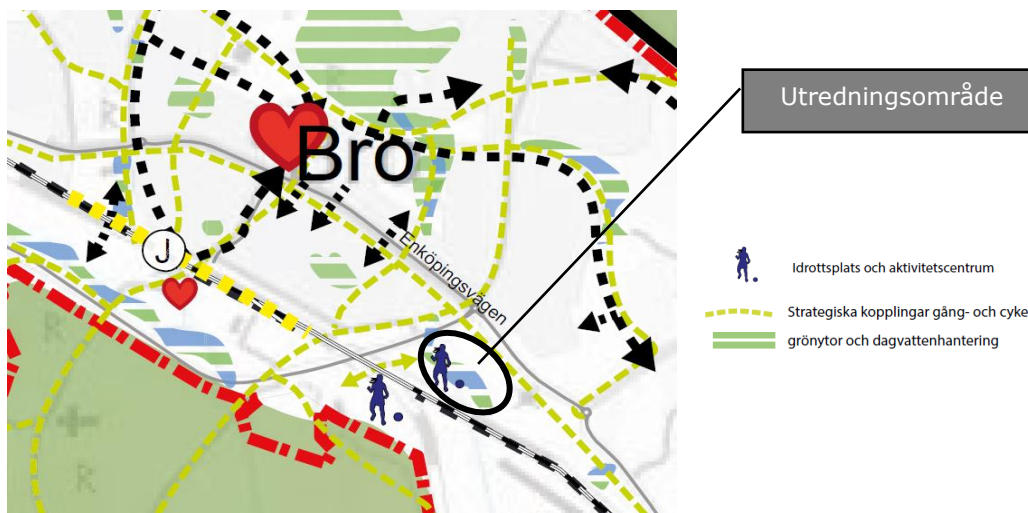 Utredningsområde
Bro
J
Enköpingsvägen
Idrottsplats och aktivitetscentrum
Strategiska kopplingar gång- och cyke
grönytor och dagvattenhantering
R
R
R
R